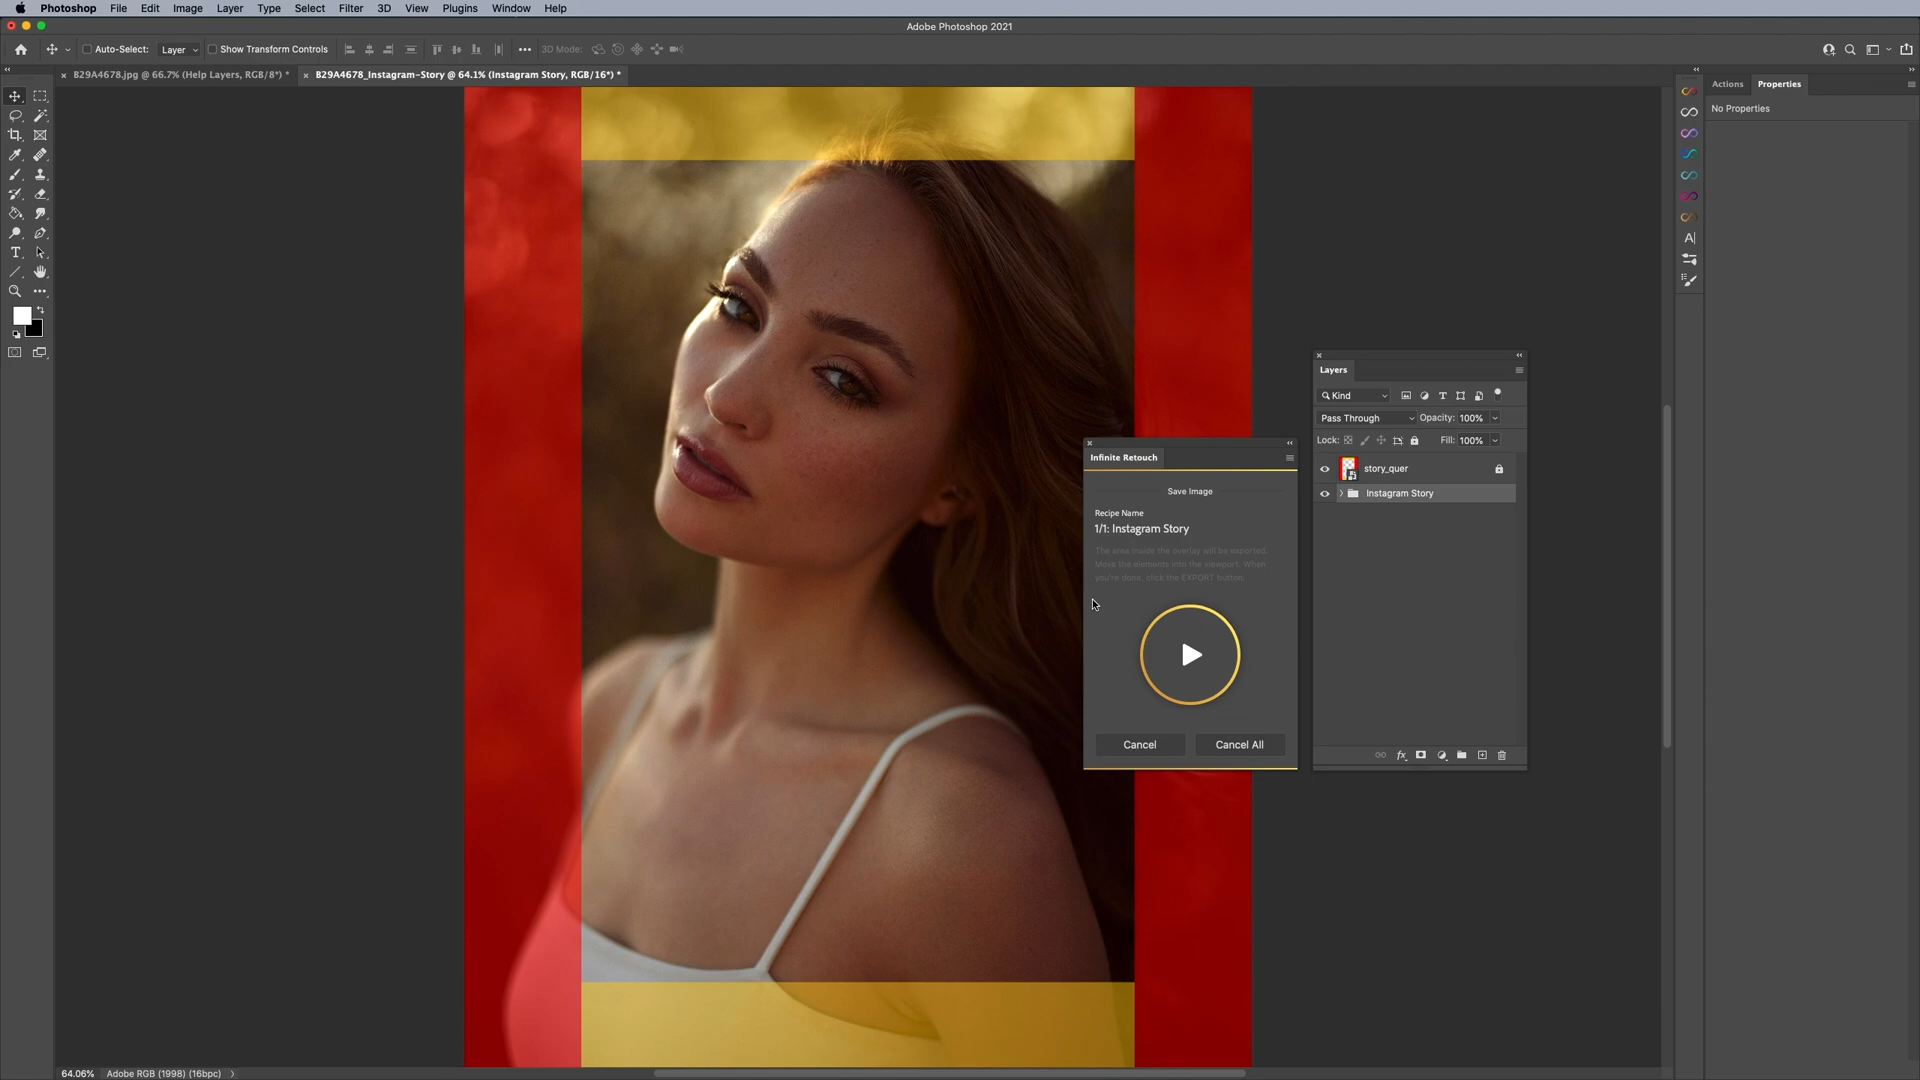 Photoshop File Edit Image Layer Type Select Filter 3D View Plugins Window Help
Adobe Photoshop 2021
Auto-Select: Layer Show Transform Controls 3D Mode:
B29A4678.jpg @ 66.7% (Help Layers, RGB/8*) * B29A4678_Instagram-Story @ 64.1% (Instagram Story, RGB/16*) *
Actions Properties
No Properties
Layers
Kind
Pass Through Opacity: 100%
Lock: Fill: 100%
story_quer
Instagram Story
Infinite Retouch
Save Image
Recipe Name
1/1: Instagram Story
The area inside the overlay will be exported.
Move the elements into the viewport. When
you're done, click the EXPORT button.
Cancel Cancel All
64.06% Adobe RGB (1998) (16bpc)